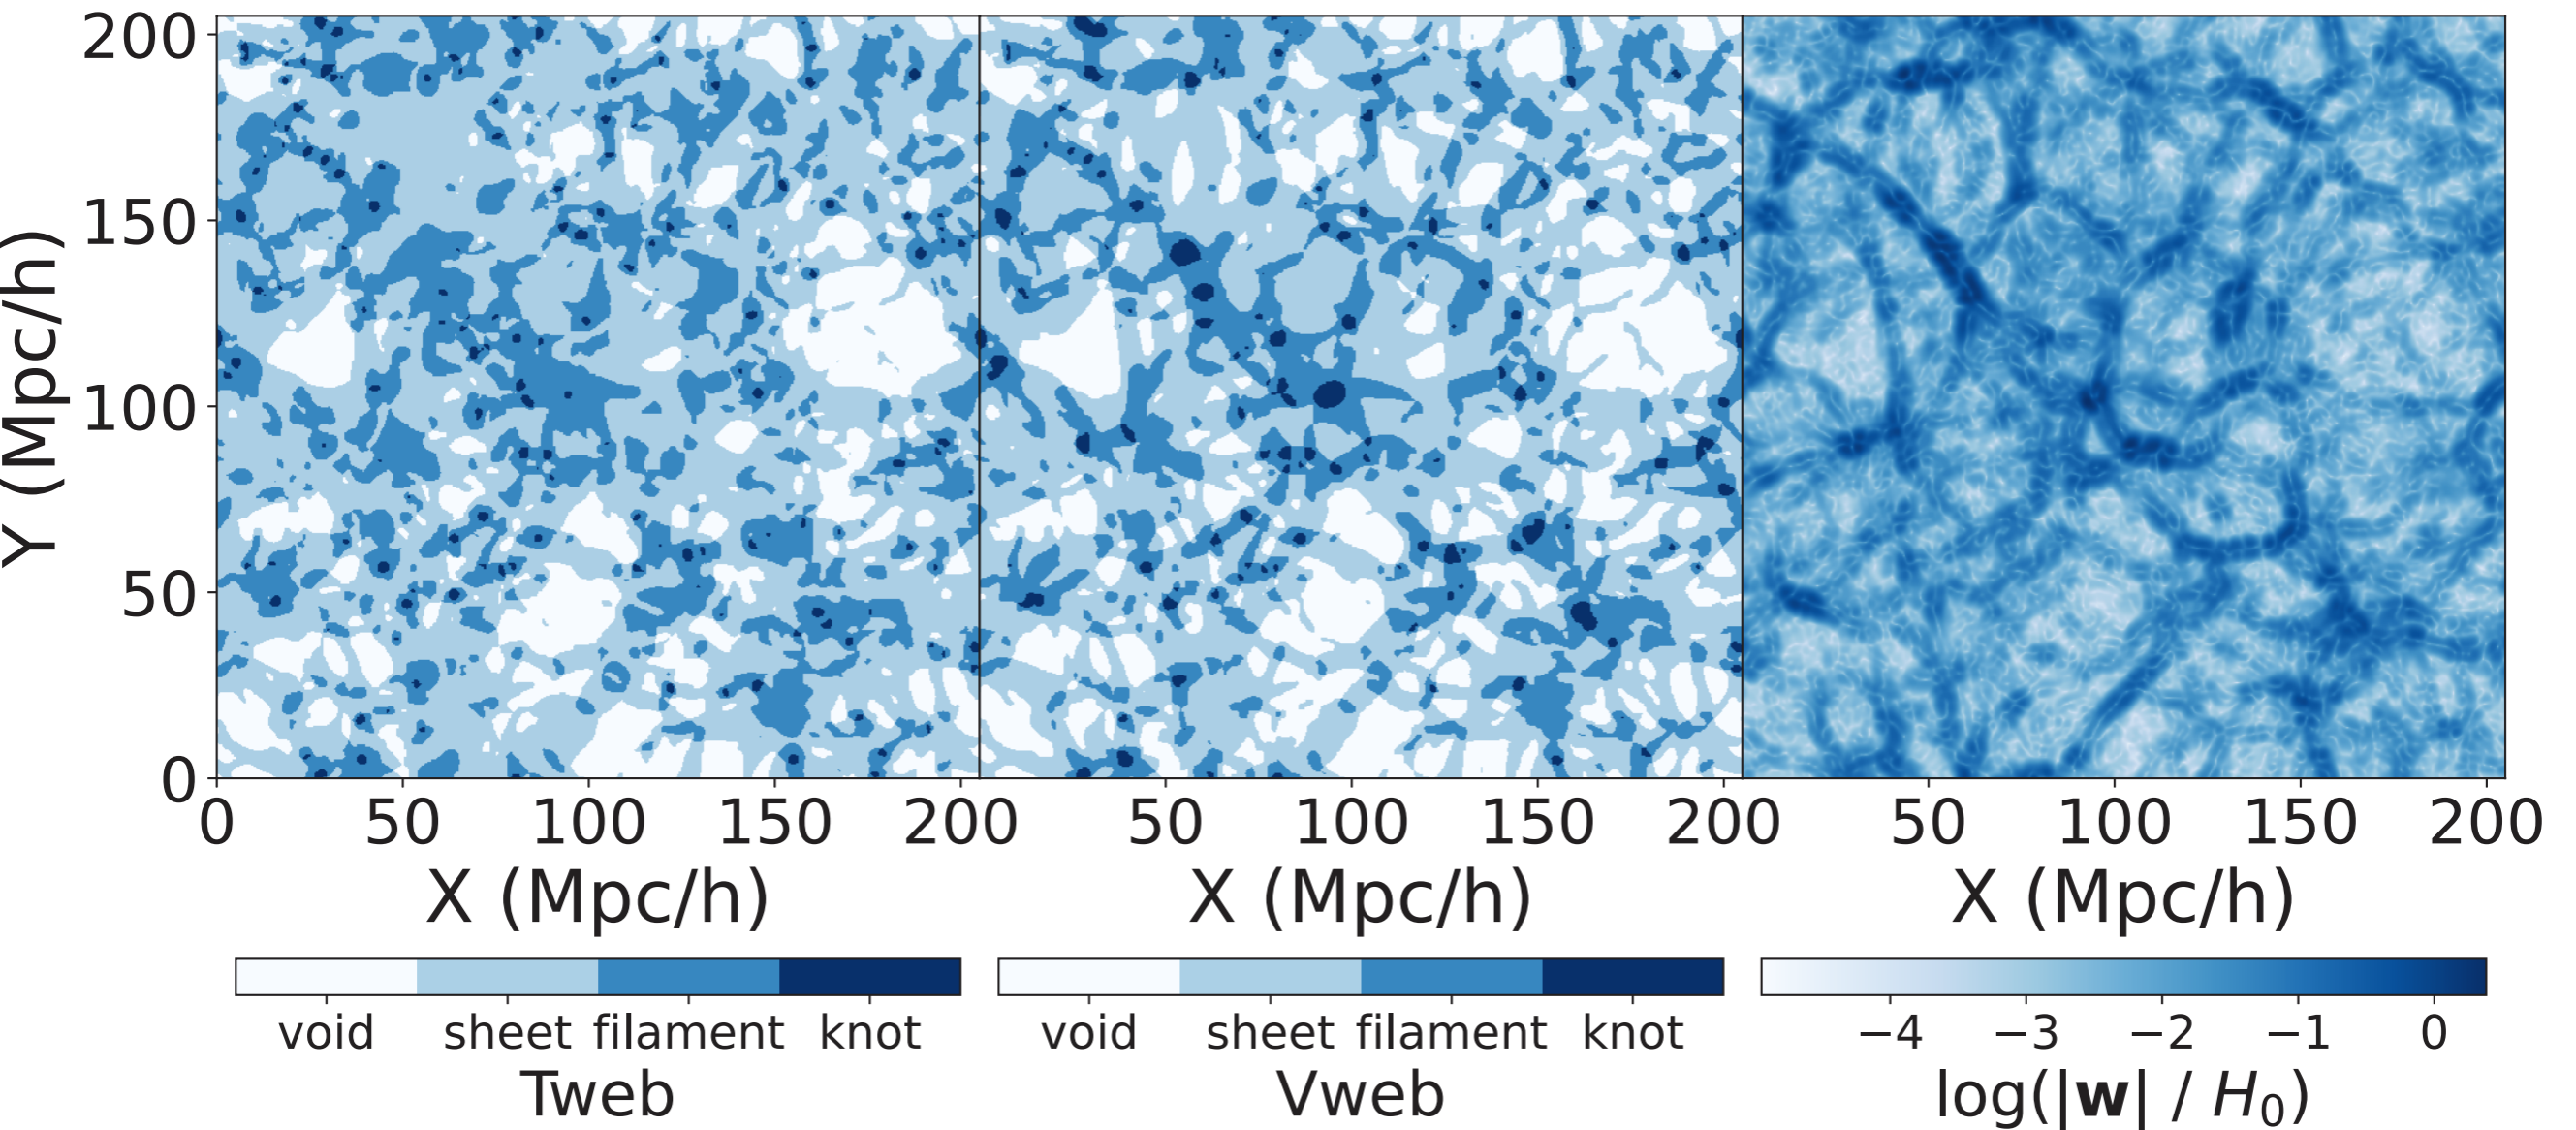 200
150
100
50
0
Y (Mpc/h)
0 50 100 150 200 50 100 150 200 50 100 150 200
X (Mpc/h) X (Mpc/h) X (Mpc/h)
void sheet filament knot void sheet filament knot −4 −3 −2 −1 0
Tweb Vweb log(|w| / H₀)